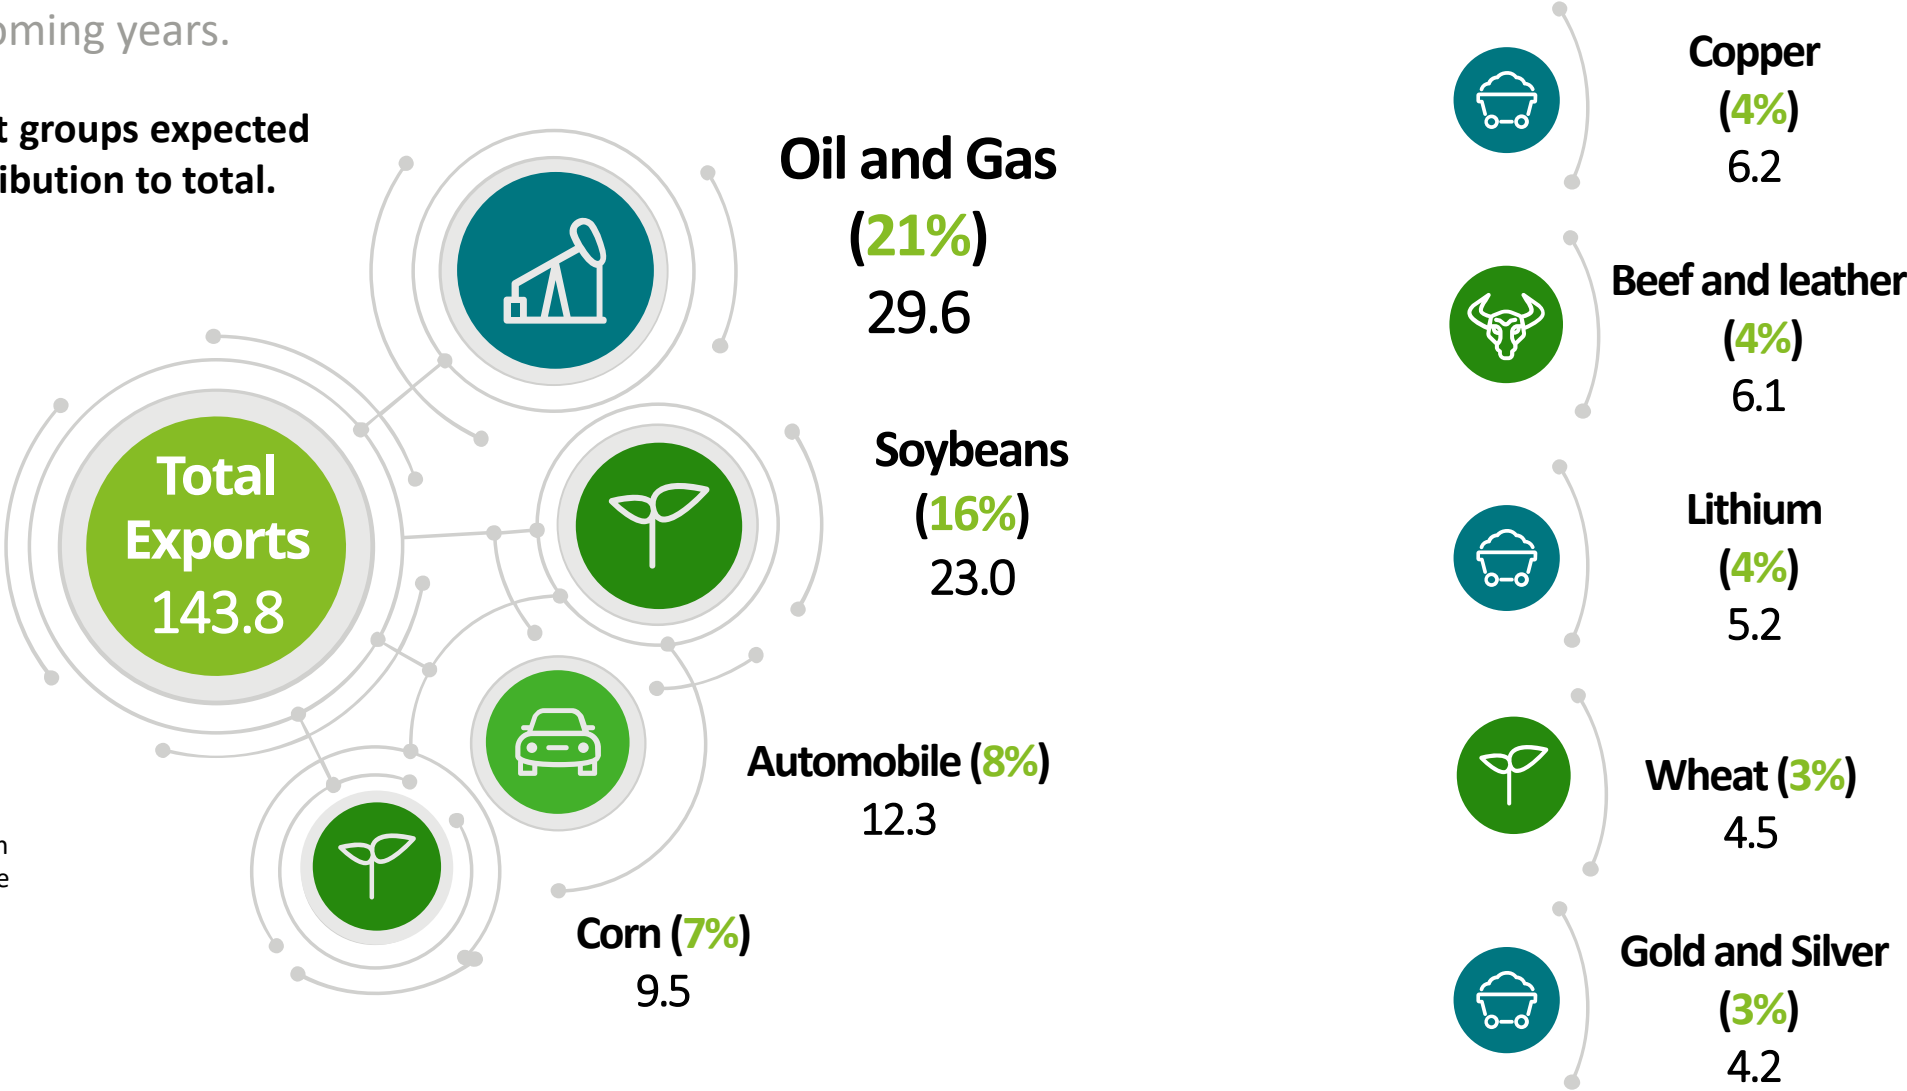 years.
groups expected
to total.
Oil and Gas
(21%)
29.6
Total
Exports
143.8
Soybeans
(16%)
23.0
Automobile (8%)
12.3
Corn (7%)
9.5
Copper
(4%)
6.2
Beef and leather
(4%)
6.1
Lithium
(4%)
5.2
Wheat (3%)
4.5
Gold and Silver
(3%)
4.2